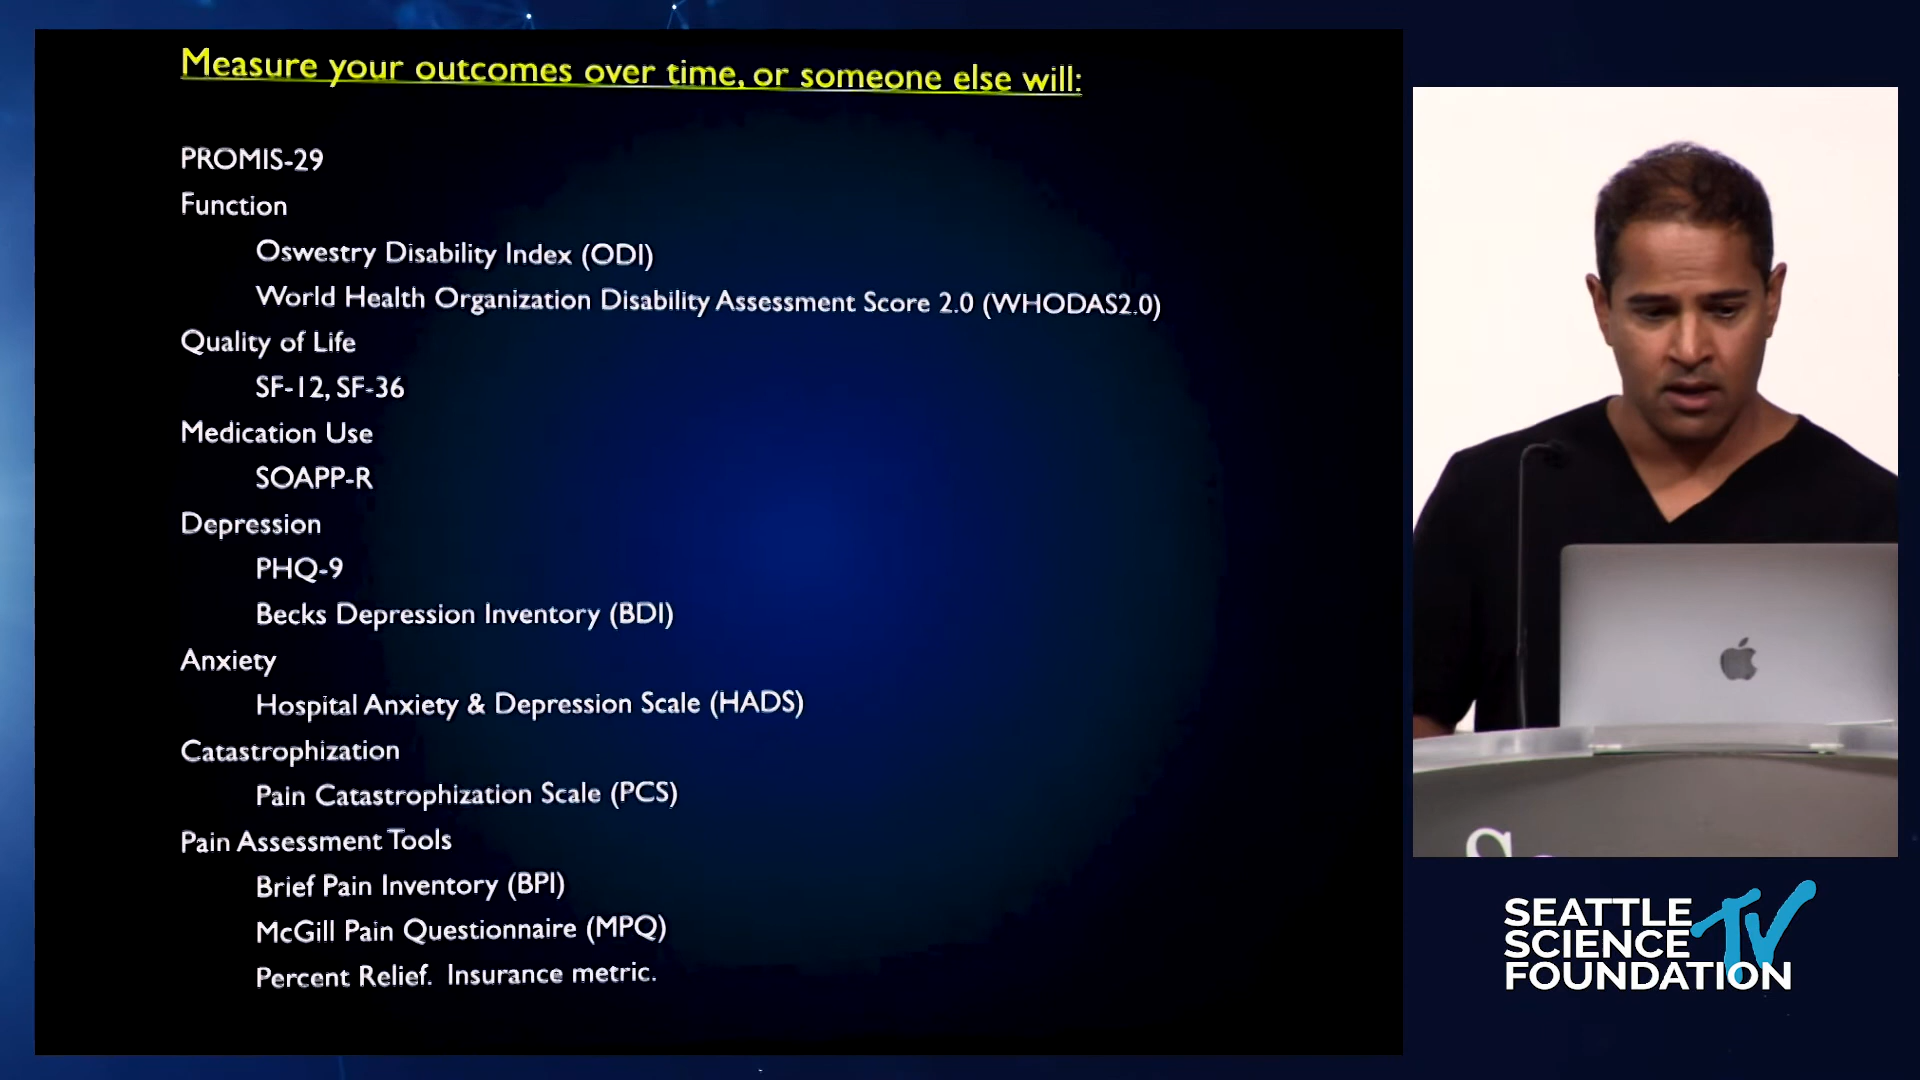 Measure your outcomes over time, or someone else will:
PROMIS-29
Function
Oswestry Disability Index (ODI)
World Health Organization Disability Assessment Score 2.0 (WHODAS2.0)
Quality of Life
SF-12, SF-36
Medication Use
SOAPP-R
Depression
PHQ-9
Becks Depression Inventory (BDI)
Anxiety
Hospital Anxiety & Depression Scale (HADS)
Catastrophization
Pain Catastrophization Scale (PCS)
Pain Assessment Tools
Brief Pain Inventory (BPI)
McGill Pain Questionnaire (MPQ)
Percent Relief. Insurance metric.
SEATTLE
SCIENCE TV
FOUNDATION